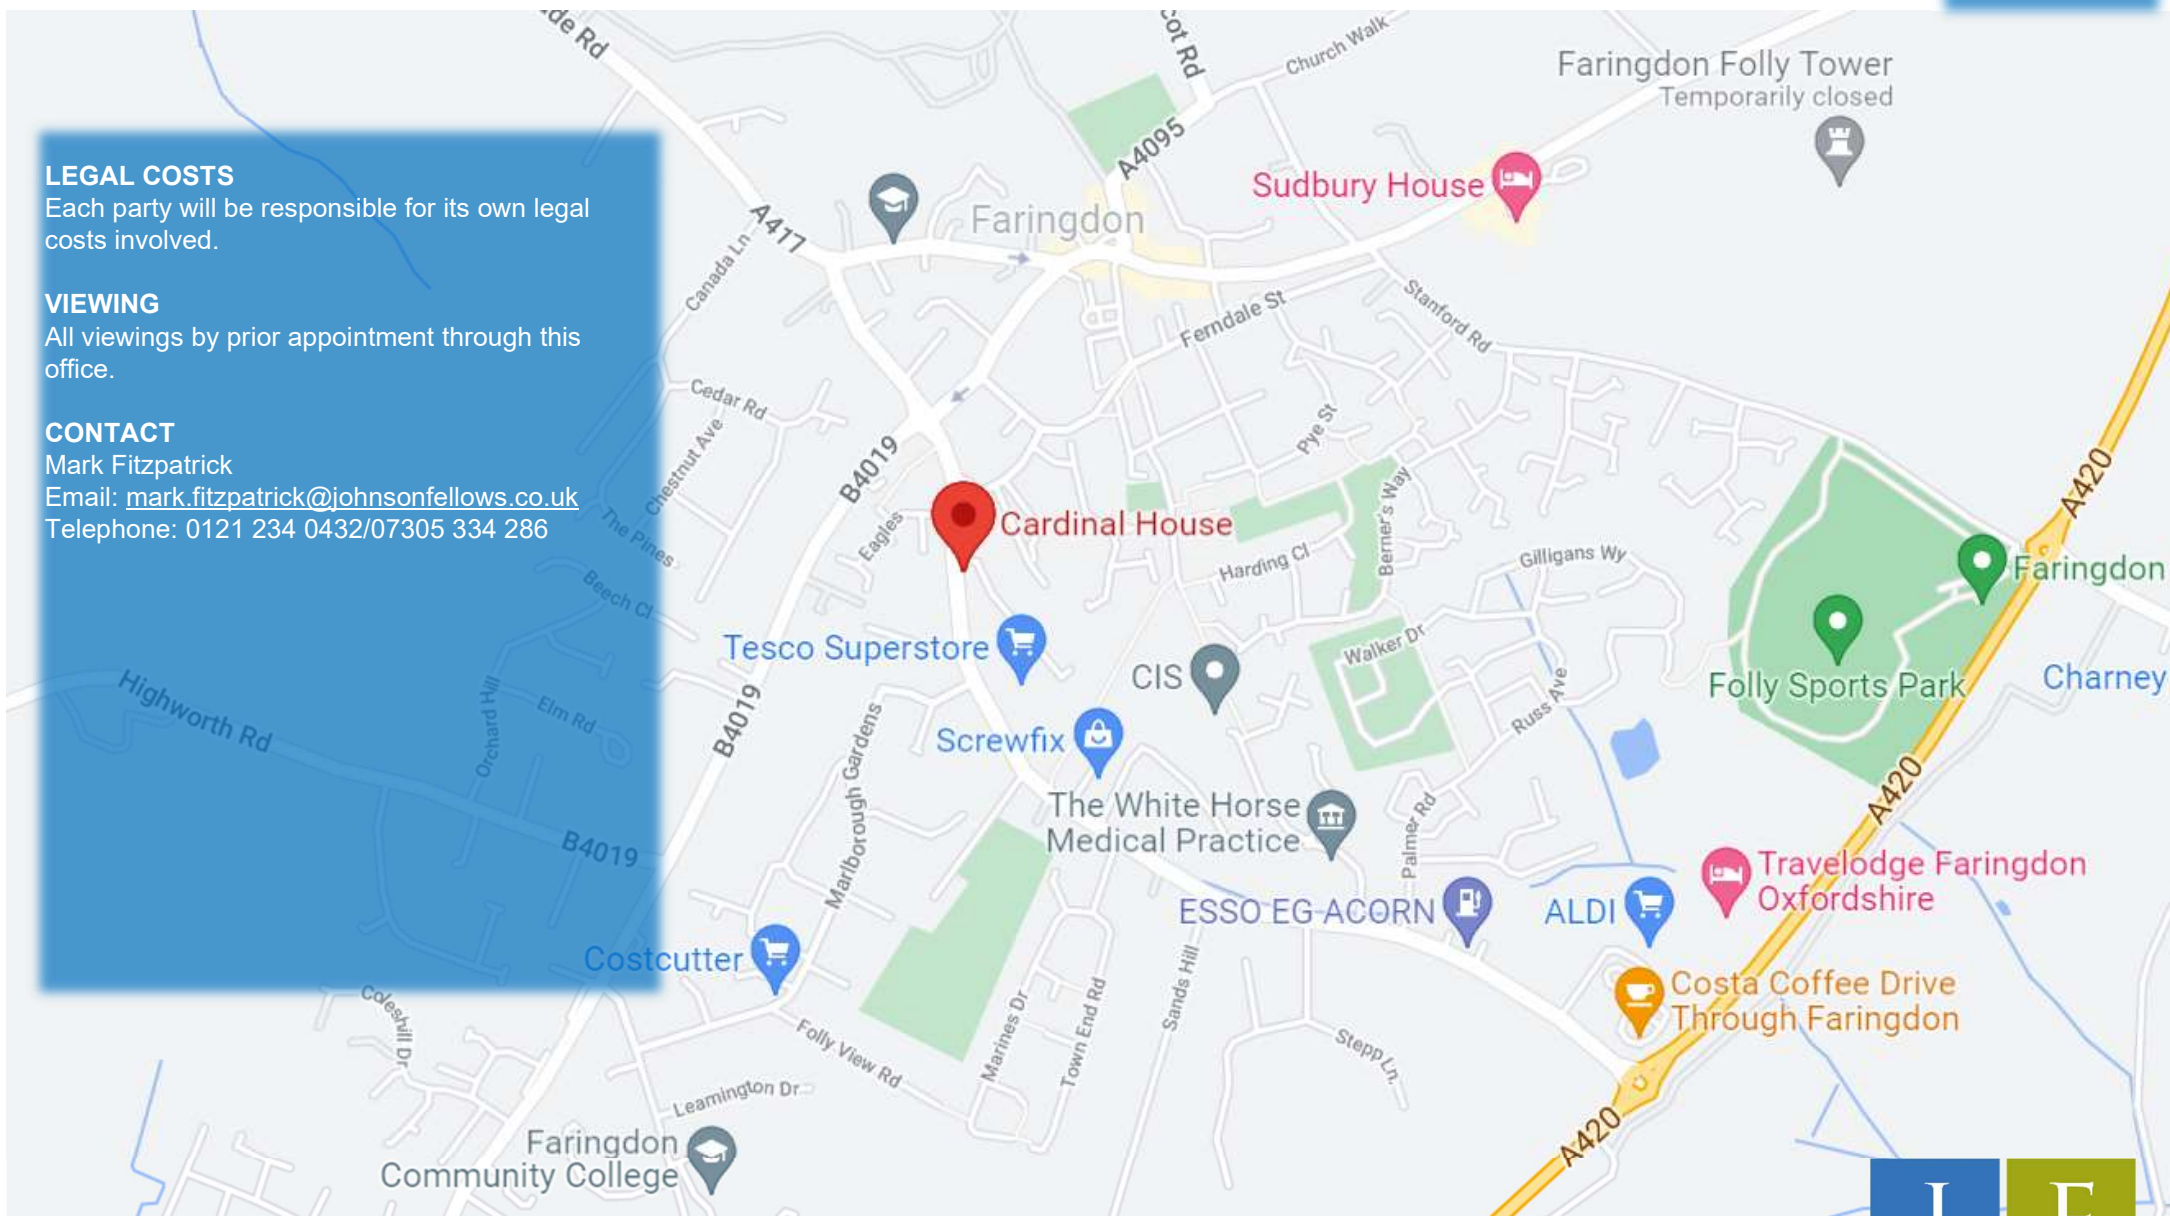 LEGAL COSTS
Each party will be responsible for its own legal
costs involved.
VIEWING
All viewings by prior appointment through this
office.
CONTACT
Mark Fitzpatrick
Email: mark.fitzpatrick@johnsonfellows.co.uk
Telephone: 0121 234 0432/07305 334 286
de Rd
cot Rd
Church Walk
Faringdon Folly Tower
Temporarily closed
A4095
Sudbury House
A417
Faringdon
Canada Ln
Ferndale St
Stanford Rd
Cedar Rd
Chestnut Ave
Pye St
B4019
Berner's Way
A420
The Pines
Eagles
Cardinal House
Harding Cl
Gilligans Wy
Faringdon
Beech Cl
Tesco Superstore
Walker Dr
CIS
Folly Sports Park
Charney
Highworth Rd
Orchard Hill
Elm Rd
B4019
Russ Ave
Screwfix
Marlborough Gardens
The White Horse
Medical Practice
Palmer Rd
A420
B4019
Travelodge Faringdon
Oxfordshire
ESSO EG ACORN
ALDI
Costcutter
Sands Hill
Costa Coffee Drive
Through Faringdon
Coleshill Dr
Folly View Rd
Marines Dr
Town End Rd
Stepp Ln.
Leamington Dr
A420
Faringdon
Community College
J F